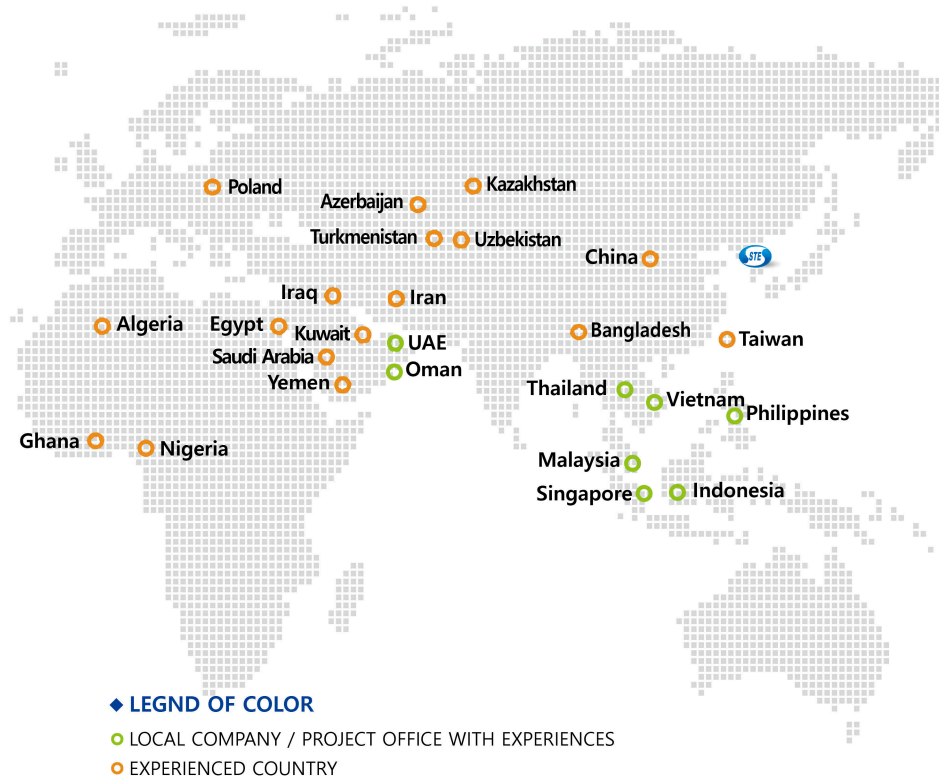 Poland
Kazakhstan
Azerbaijan
Turkmenistan
Uzbekistan
China
STE
Iraq
Iran
Algeria
Egypt
Kuwait
Bangladesh
UAE
Taiwan
Saudi Arabia
Oman
Yemen
Thailand
Vietnam
Philippines
Ghana
Nigeria
Malaysia
Singapore
Indonesia
◆ LEGND OF COLOR
LOCAL COMPANY / PROJECT OFFICE WITH EXPERIENCES
EXPERIENCED COUNTRY